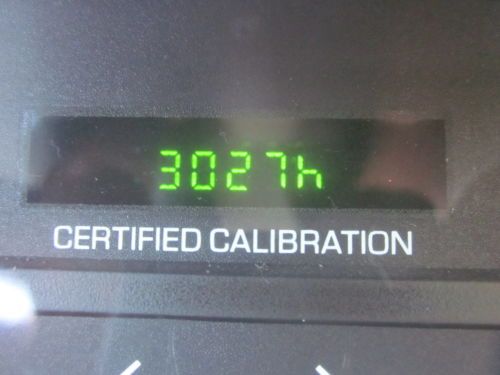 3027h
CERTIFIED CALIBRATION